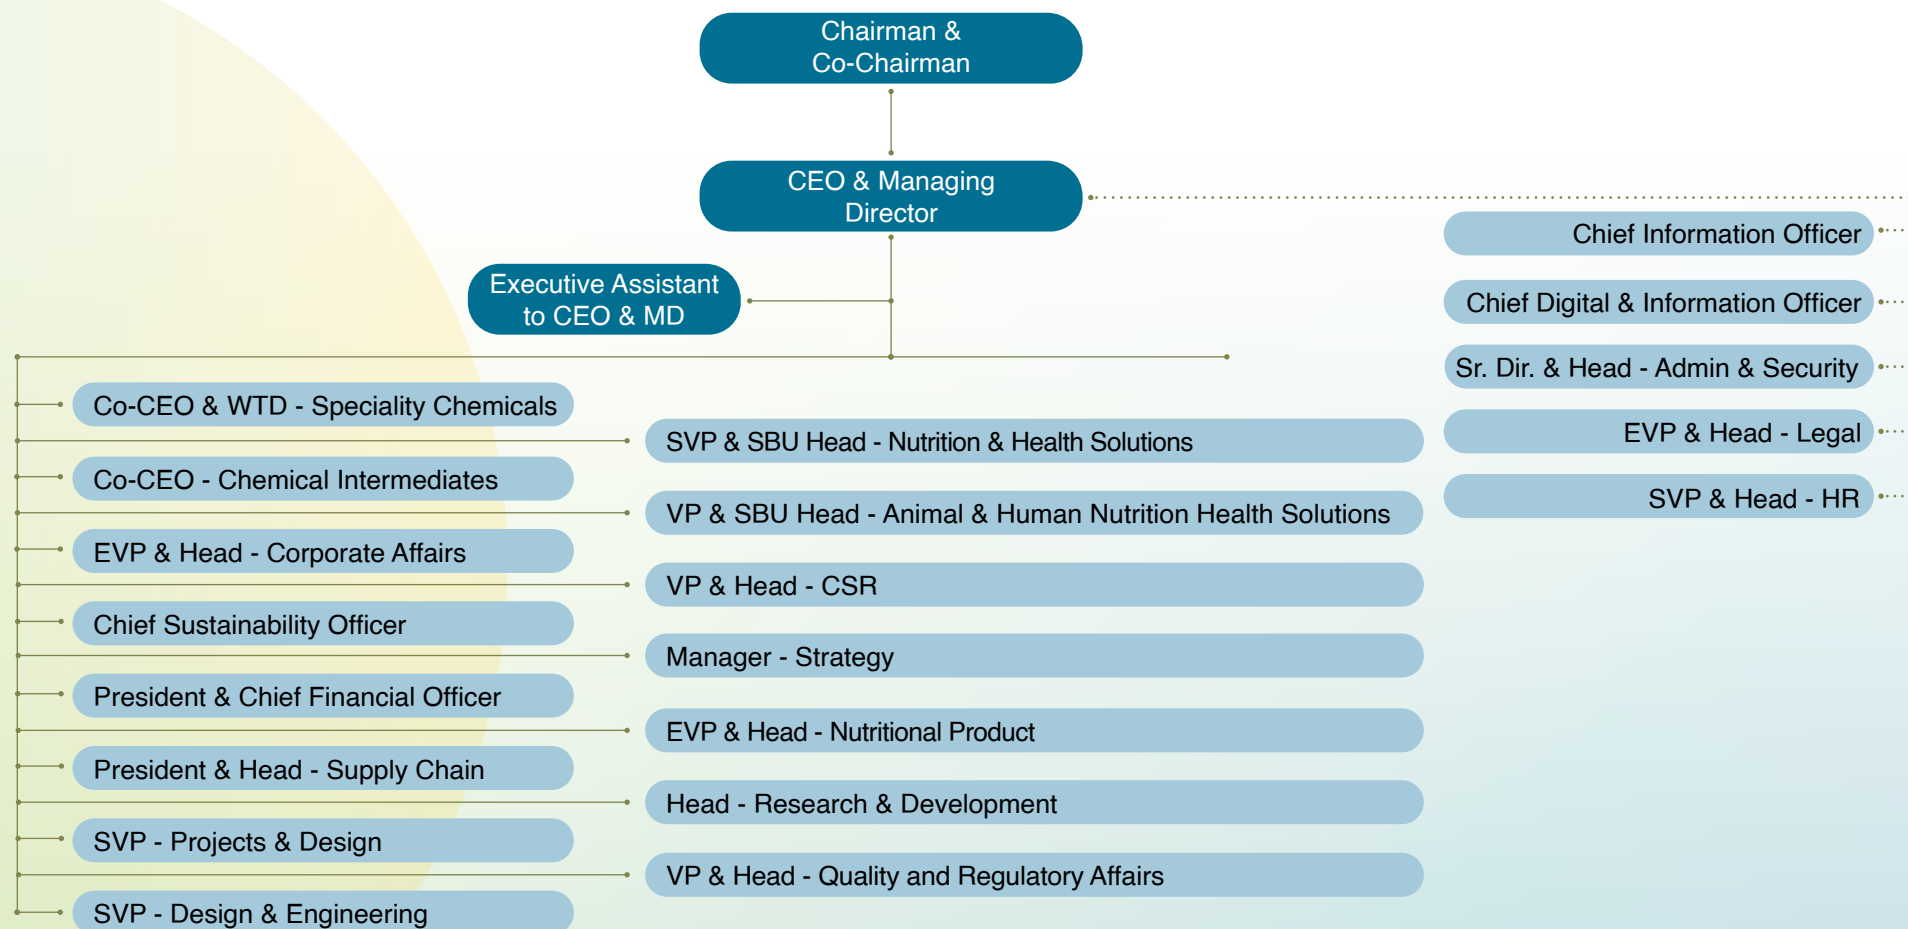 Chairman &
Co-Chairman
CEO & Managing
Director
Executive Assistant
to CEO & MD
Co-CEO & WTD - Speciality Chemicals
SVP & SBU Head - Nutrition & Health Solutions
Co-CEO - Chemical Intermediates
VP & SBU Head - Animal & Human Nutrition Health Solutions
EVP & Head - Corporate Affairs
VP & Head - CSR
Chief Sustainability Officer
Manager - Strategy
President & Chief Financial Officer
EVP & Head - Nutritional Product
President & Head - Supply Chain
Head - Research & Development
SVP - Projects & Design
VP & Head - Quality and Regulatory Affairs
SVP - Design & Engineering
Chief Information Officer
Chief Digital & Information Officer
Sr. Dir. & Head - Admin & Security
EVP & Head - Legal
SVP & Head - HR